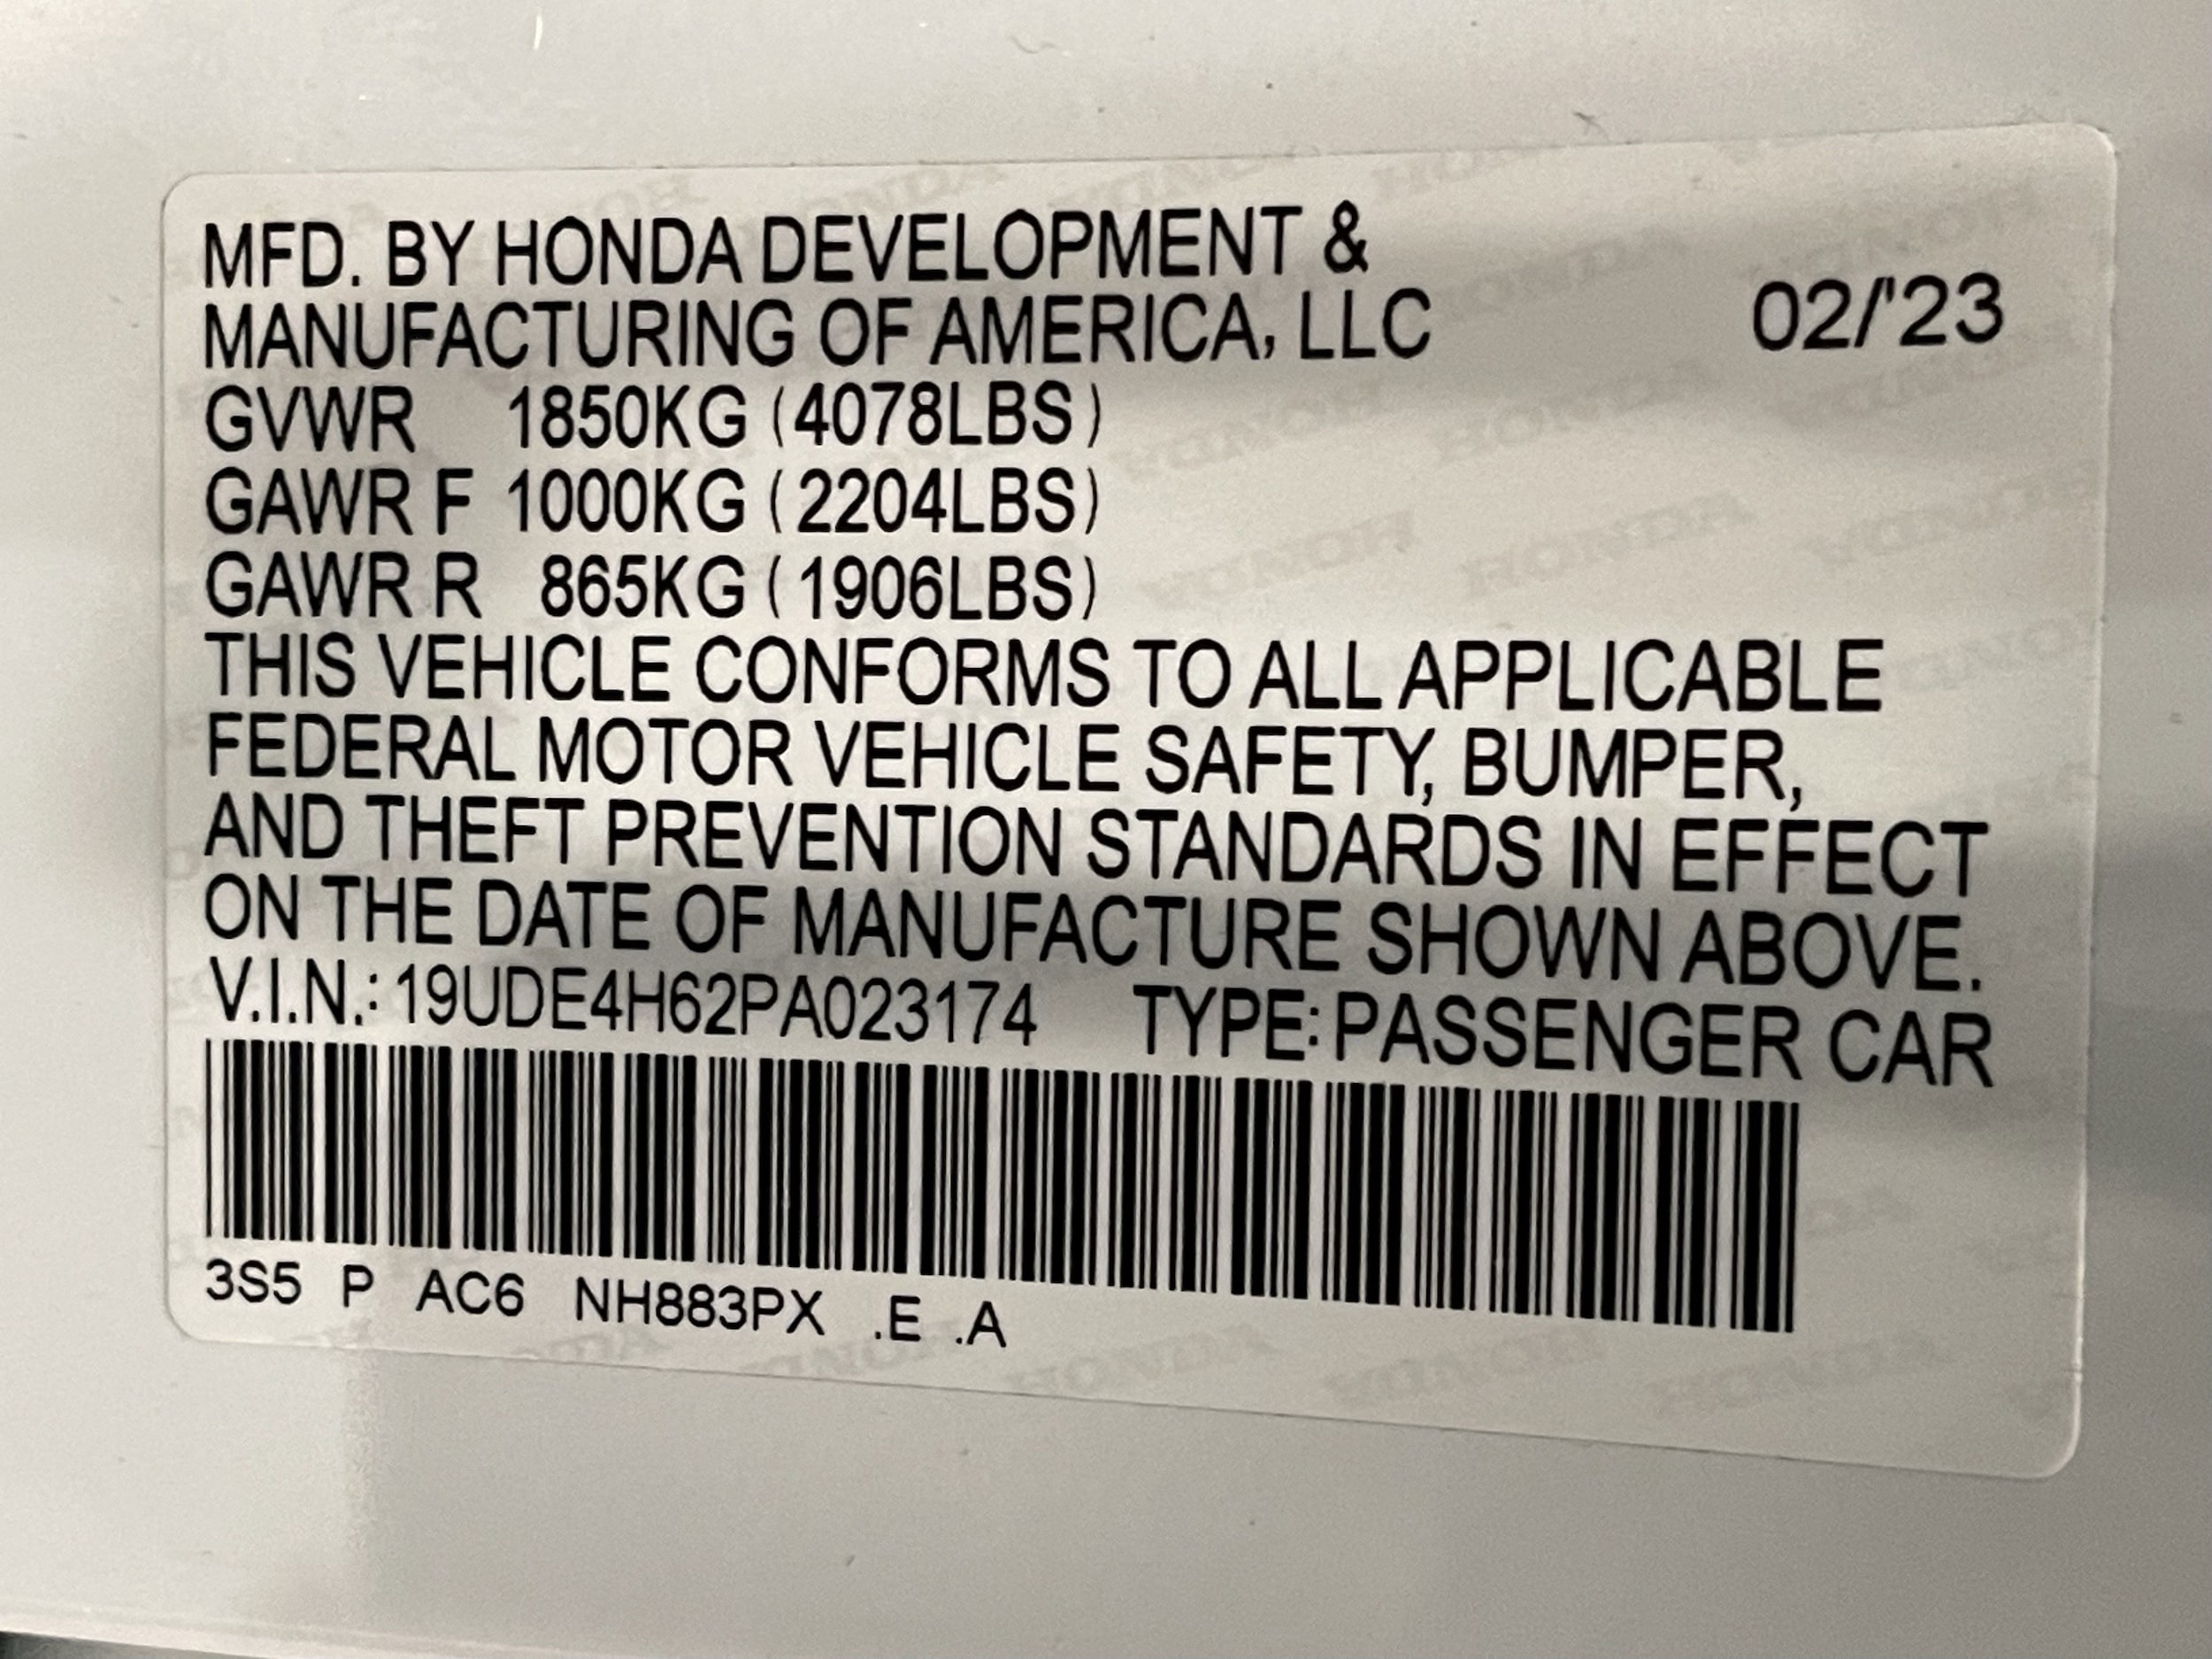 MFD. BY HONDA DEVELOPMENT &
MANUFACTURING OF AMERICA, LLC 02/'23
GVWR 1850KG (4078LBS)
GAWR F 1000KG (2204LBS)
GAWR R 865KG (1906LBS)
THIS VEHICLE CONFORMS TO ALL APPLICABLE
FEDERAL MOTOR VEHICLE SAFETY, BUMPER,
AND THEFT PREVENTION STANDARDS IN EFFECT
ON THE DATE OF MANUFACTURE SHOWN ABOVE.
V.I.N.: 19UDE4H62PA023174 TYPE: PASSENGER CAR
3S5 P AC6 NH883PX .E .A